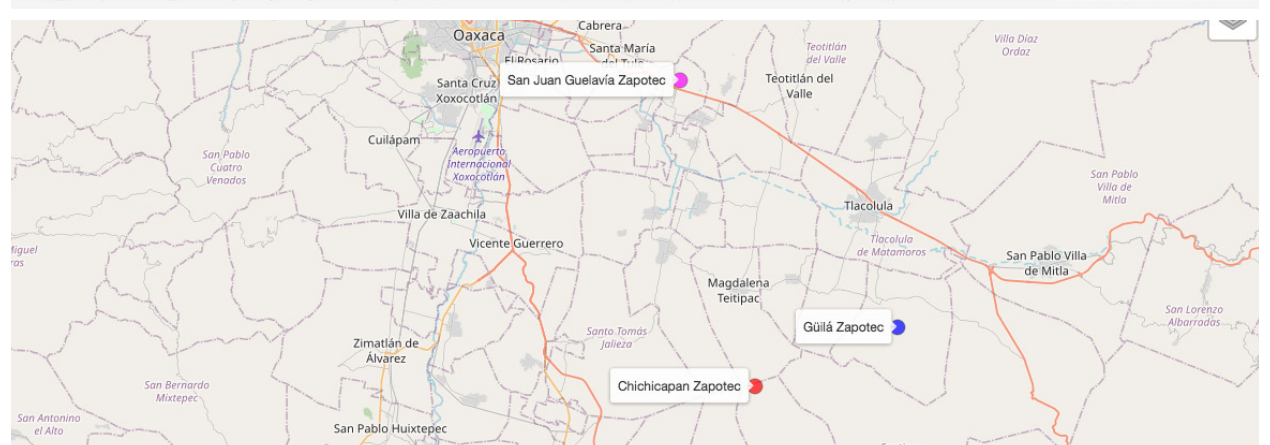 Oaxaca
Cabrera
El Rosario
Santa María
del Tule
San Juan Guelavía Zapotec
Teotitlán
del Valle
Villa Díaz
Ordaz
Teotitlán del
Valle
Santa Cruz
Xoxocotlán
Cuilápam
Aeropuerto
Internacional
Xoxocotlán
San Pablo
Cuatro
Venados
San Pablo
Villa de
Mitla
Villa de Zaachila
Tlacolula
Vicente Guerrero
Tlacolula
de Matamoros
San Pablo Villa
de Mitla
Magdalena
Teitipac
Güilá Zapotec
San Lorenzo
Albarradas
Santo Tomás
Jalieza
Zimatlán de
Álvarez
Chichicapan Zapotec
San Bernardo
Mixtepec
San Antonino
el Alto
San Pablo Huixtepec